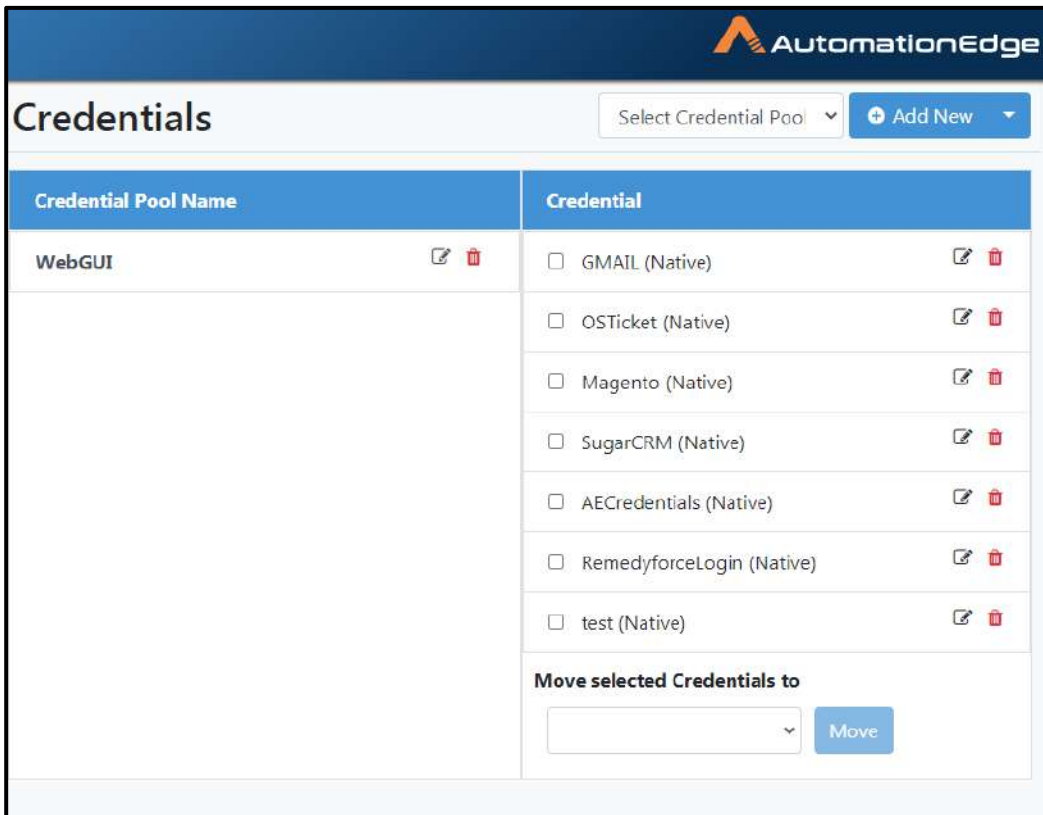 AutomationEdge
Credentials
Select Credential Pool
Add New
Credential Pool Name
Credential
WebGUI
GMAIL (Native)
OSTicket (Native)
Magento (Native)
SugarCRM (Native)
AECredentials (Native)
RemedyforceLogin (Native)
test (Native)
Move selected Credentials to
Move